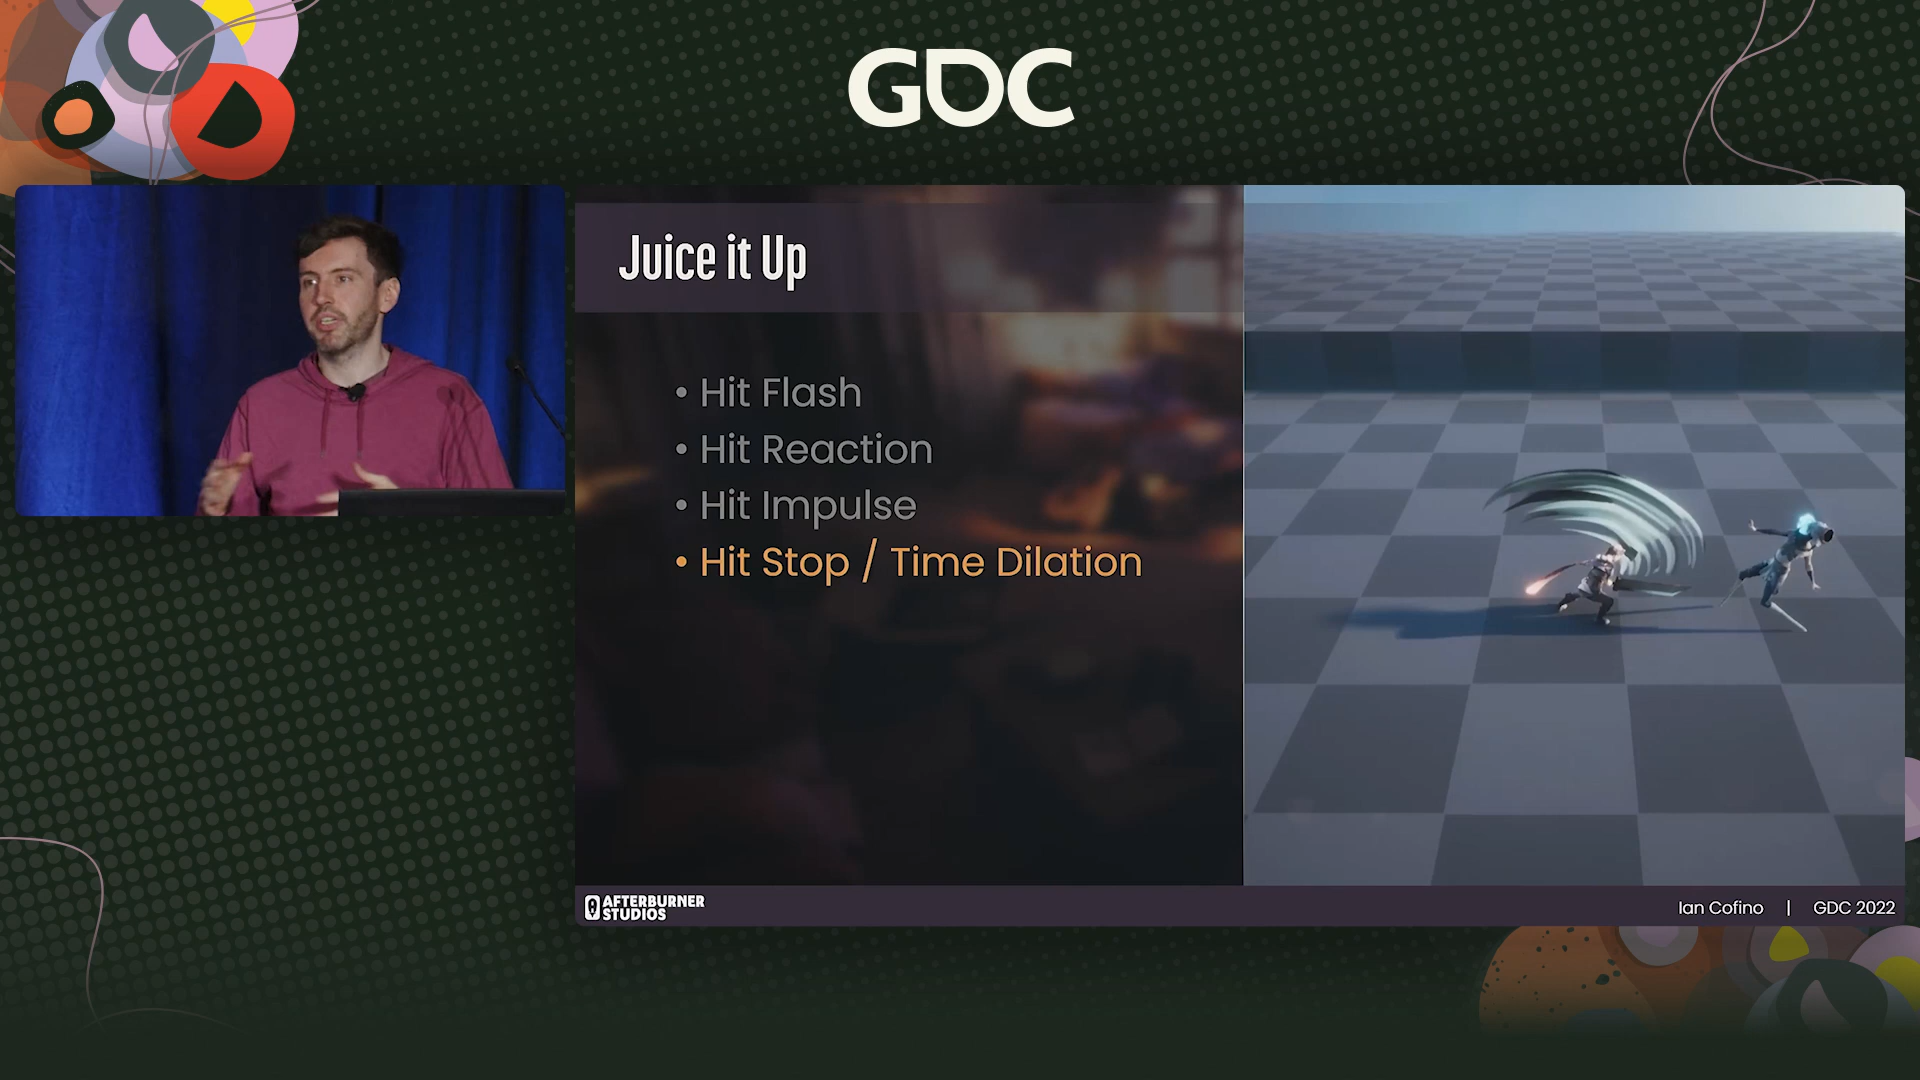 GDC
Juice it Up
• Hit Flash
• Hit Reaction
• Hit Impulse
• Hit Stop / Time Dilation
AFTERBURNER
STUDIOS
Ian Cofino | GDC 2022